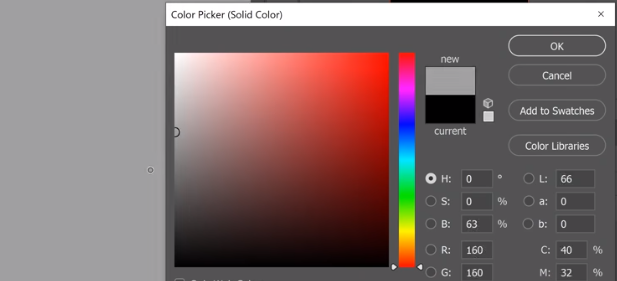 Color Picker (Solid Color)
OK
new
Cancel
Add to Swatches
current
Color Libraries
H: 0 ° L: 66
S: 0 % a: 0
B: 63 % b: 0
R: 160 C: 40 %
G: 160 M: 32 %